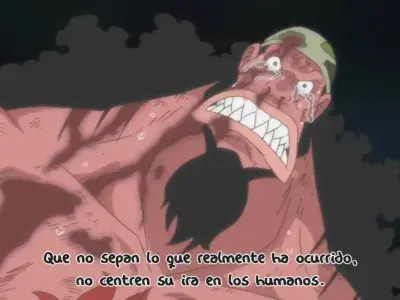 Que no sepan lo que realmente ha ocurrido,
no centren su ira en los humanos.